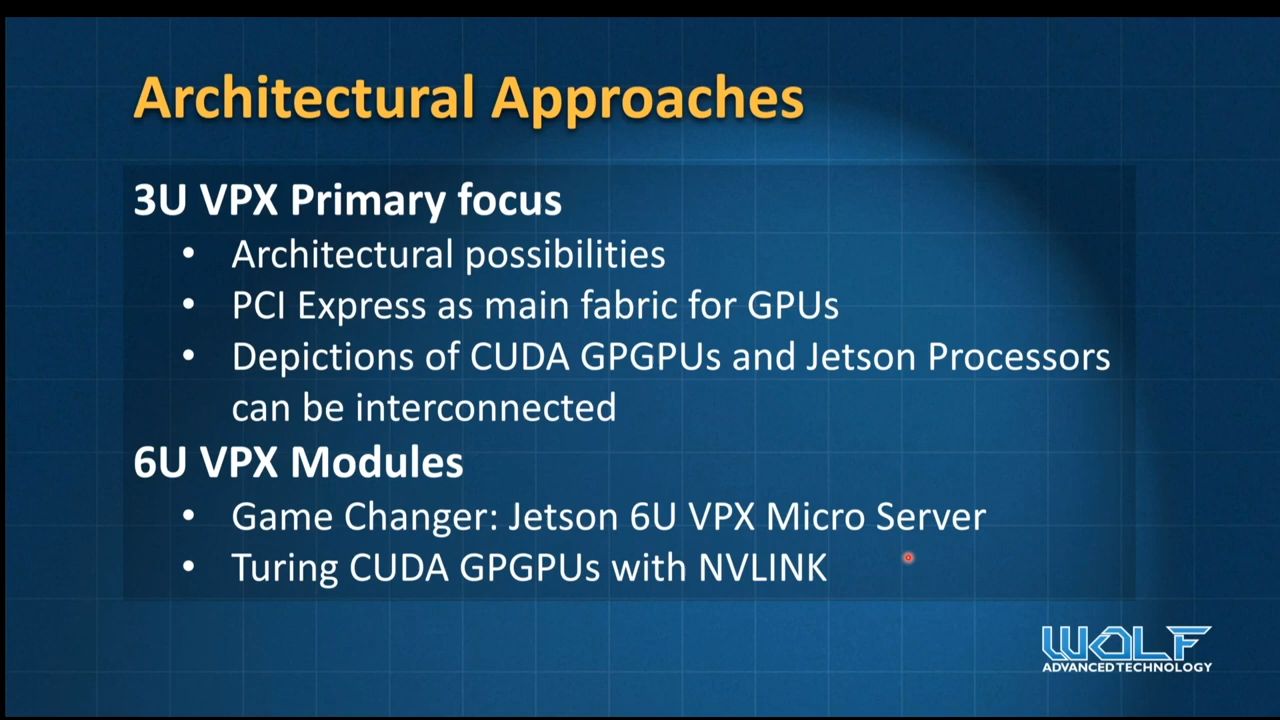 Architectural Approaches
3U VPX Primary focus
• Architectural possibilities
• PCI Express as main fabric for GPUs
• Depictions of CUDA GPGPUs and Jetson Processors
can be interconnected
6U VPX Modules
• Game Changer: Jetson 6U VPX Micro Server
• Turing CUDA GPGPUs with NVLINK
WOLF
ADVANCED TECHNOLOGY